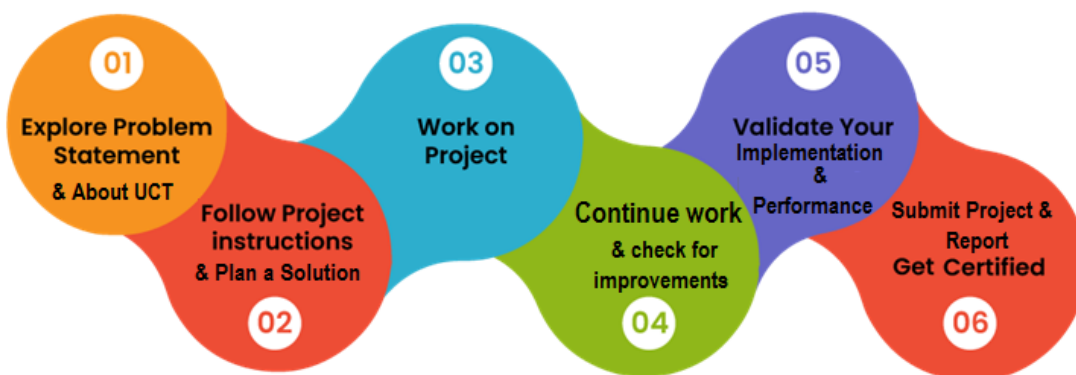 01
Explore Problem
Statement
& About UCT
Follow Project
instructions
& Plan a Solution
02
03
Work on
Project
Continue work
& check for
improvements
04
05
Validate Your
Implementation
&
Performance
Submit Project &
Report
Get Certified
06